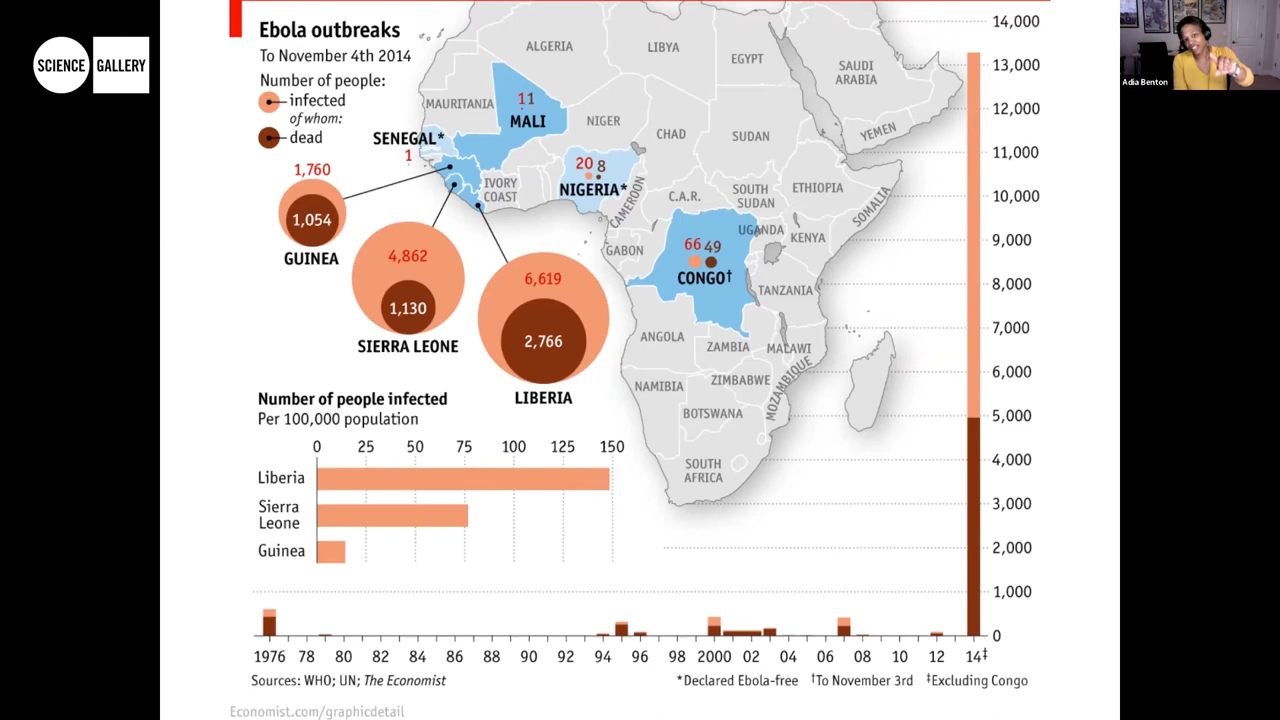 SCIENCE
GALLERY
Adia Benton
Ebola outbreaks
To November 4th 2014
Number of people:
infected
of whom:
dead
ALGERIA
LIBYA
EGYPT
SAUDI
ARABIA
MAURITANIA
11
MALI
NIGER
CHAD
SUDAN
YEMEN
SENEGAL*
1
20 8
NIGERIA*
CAMEROON
C.A.R.
SOUTH
SUDAN
ETHIOPIA
SOMALIA
IVORY
COAST
1,760
1,054
GUINEA
4,862
1,130
SIERRA LEONE
6,619
2,766
LIBERIA
GABON
66 49
CONGO†
UGANDA
KENYA
TANZANIA
ANGOLA
ZAMBIA
MALAWI
MOZAMBIQUE
NAMIBIA
ZIMBABWE
BOTSWANA
SOUTH
AFRICA
Number of people infected
Per 100,000 population
0 25 50 75 100 125 150
Liberia
Sierra
Leone
Guinea
14,000
13,000
12,000
11,000
10,000
9,000
8,000
7,000
6,000
5,000
4,000
3,000
2,000
1,000
0
1976 78 80 82 84 86 88 90 92 94 96 98 2000 02 04 06 08 10 12 14‡
Sources: WHO; UN; The Economist
*Declared Ebola-free †To November 3rd ‡Excluding Congo
Economist.com/graphicdetail